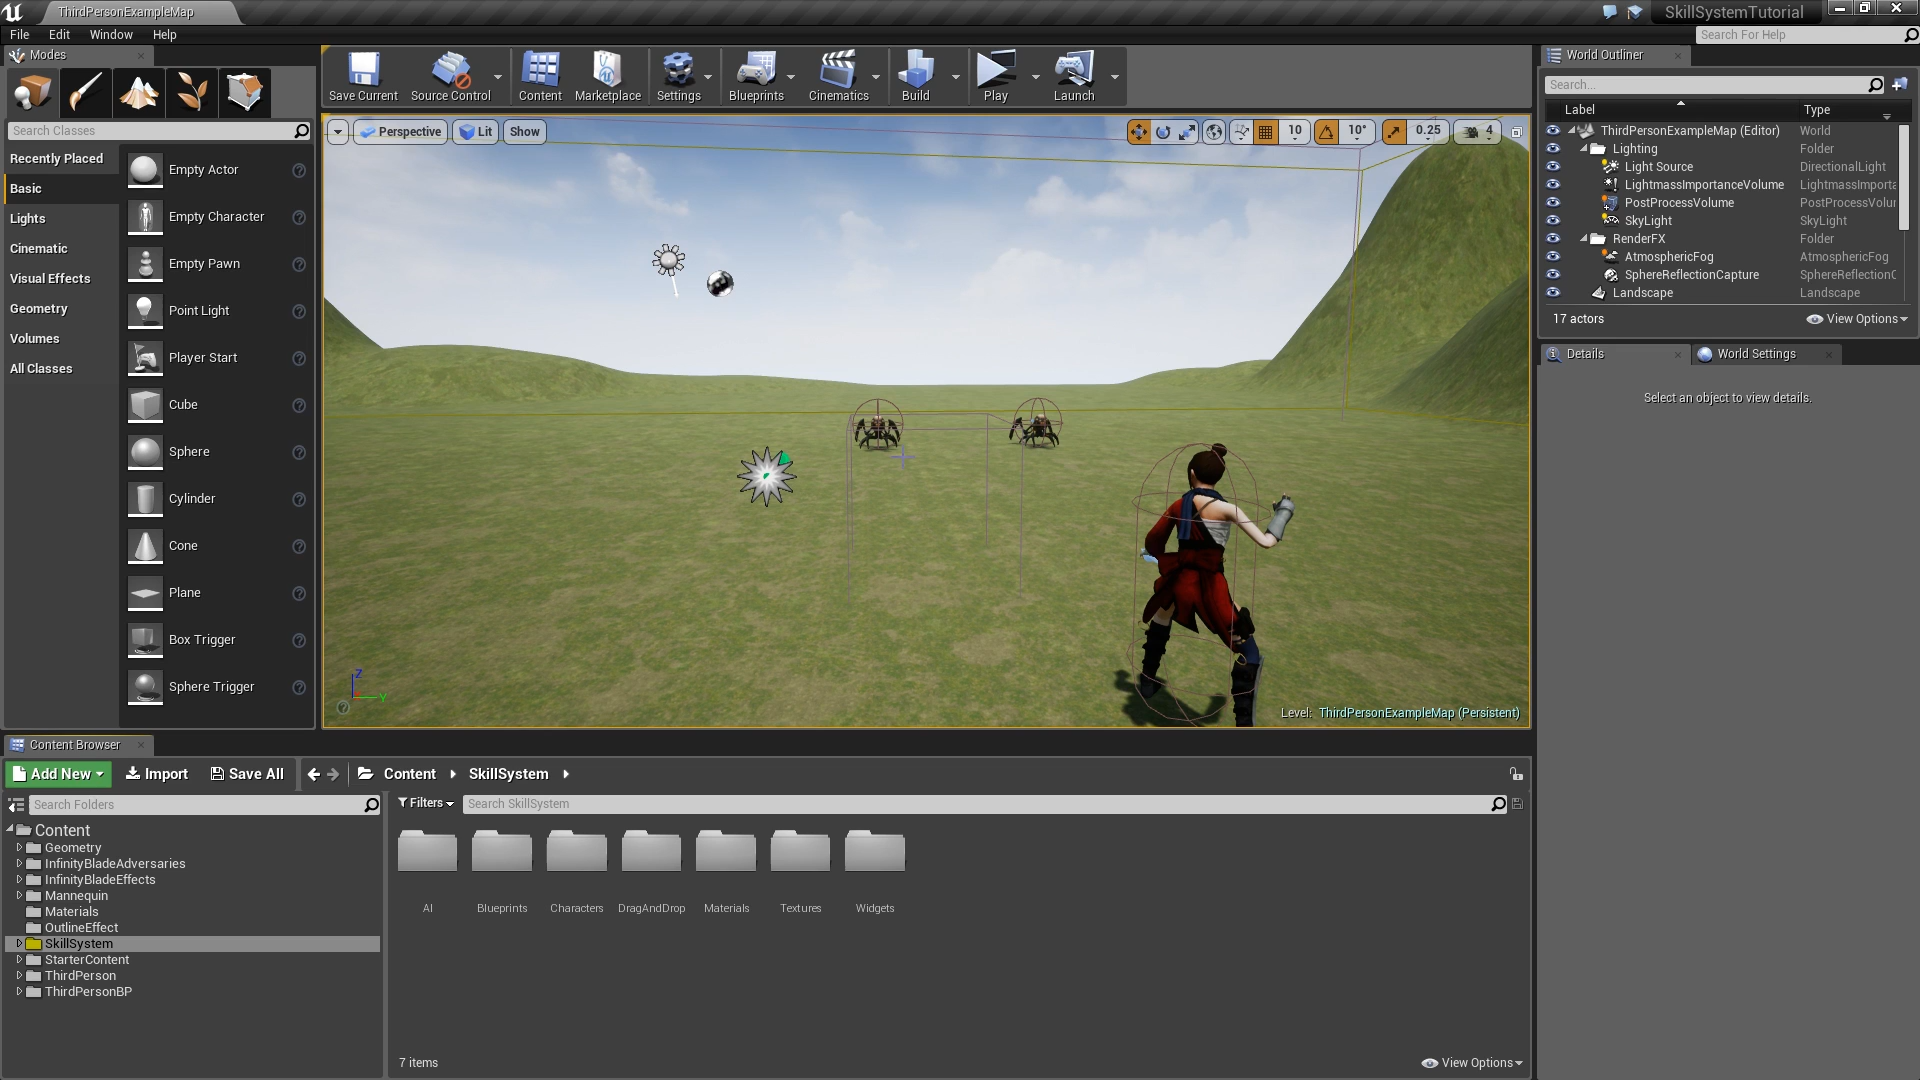 ThirdPersonExampleMap
SkillSystemTutorial
File Edit Window Help
Search For Help
Modes
Search Classes
Recently Placed
Basic
Lights
Cinematic
Visual Effects
Geometry
Volumes
All Classes
Empty Actor
Empty Character
Empty Pawn
Point Light
Player Start
Cube
Sphere
Cylinder
Cone
Plane
Box Trigger
Sphere Trigger
Save Current Source Control Content Marketplace Settings Blueprints Cinematics Build Play Launch
Perspective Lit Show
10 10° 0.25 4
Z
Y
Level: ThirdPersonExampleMap (Persistent)
World Outliner
Search...
Label Type
ThirdPersonExampleMap (Editor) World
Lighting Folder
Light Source DirectionalLight
LightmassImportanceVolume LightmassImporta
PostProcessVolume PostProcessVolur
SkyLight SkyLight
RenderFX Folder
AtmosphericFog AtmosphericFog
SphereReflectionCapture SphereReflectionC
Landscape Landscape
17 actors View Options
Details World Settings
Select an object to view details.
Content Browser
Add New Import Save All Content SkillSystem
Search Folders
Filters Search SkillSystem
Content
Geometry
InfinityBladeAdversaries
InfinityBladeEffects
Mannequin
Materials
OutlineEffect
SkillSystem
StarterContent
ThirdPerson
ThirdPersonBP
AI Blueprints Characters DragAndDrop Materials Textures Widgets
7 items View Options